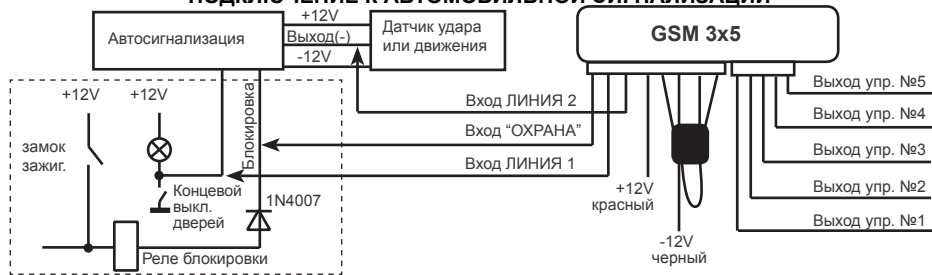 ПОДКЛЮЧЕНИЕ К АВТОМОБИЛЬНОЙ СИГНАЛИЗАЦИИ
Автосигнализация
+12V
Выход(-)
-12V
Датчик удара
или движения
GSM 3x5
+12V
+12V
Блокировка
замок
зажиг.
Концевой
выкл.
дверей
1N4007
Реле блокировки
Вход ЛИНИЯ 2
Вход "ОХРАНА"
Вход ЛИНИЯ 1
+12V
красный
-12V
черный
Выход упр. №5
Выход упр. №4
Выход упр. №3
Выход упр. №2
Выход упр. №1